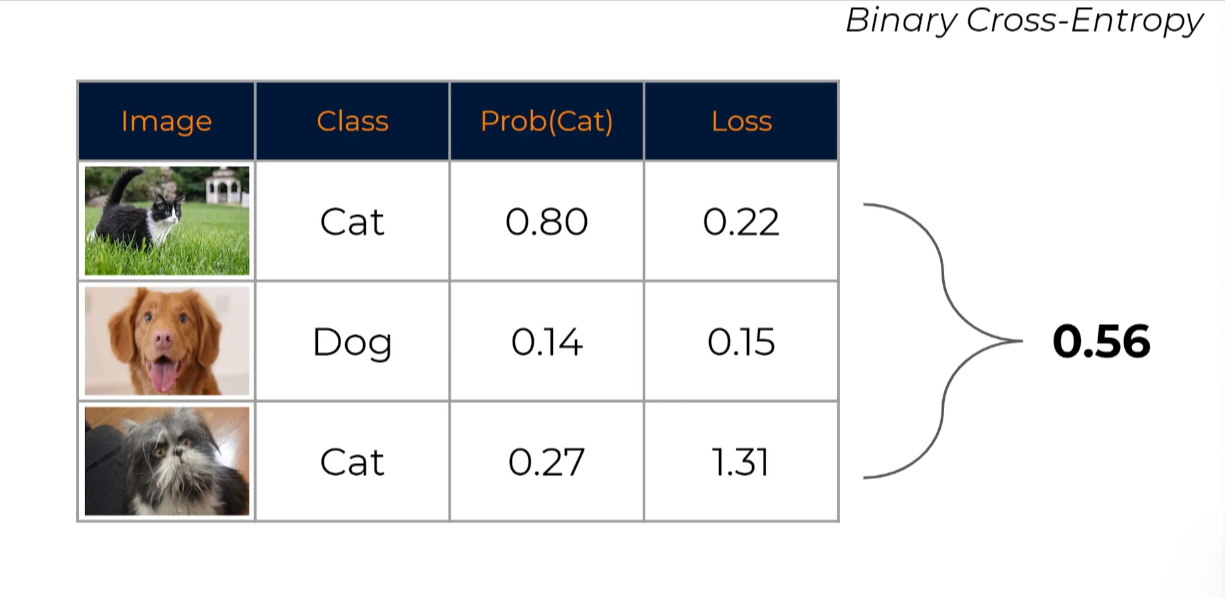 Binary Cross-Entropy
Image Class Prob(Cat) Loss
Cat 0.80 0.22
Dog 0.14 0.15
Cat 0.27 1.31
0.56